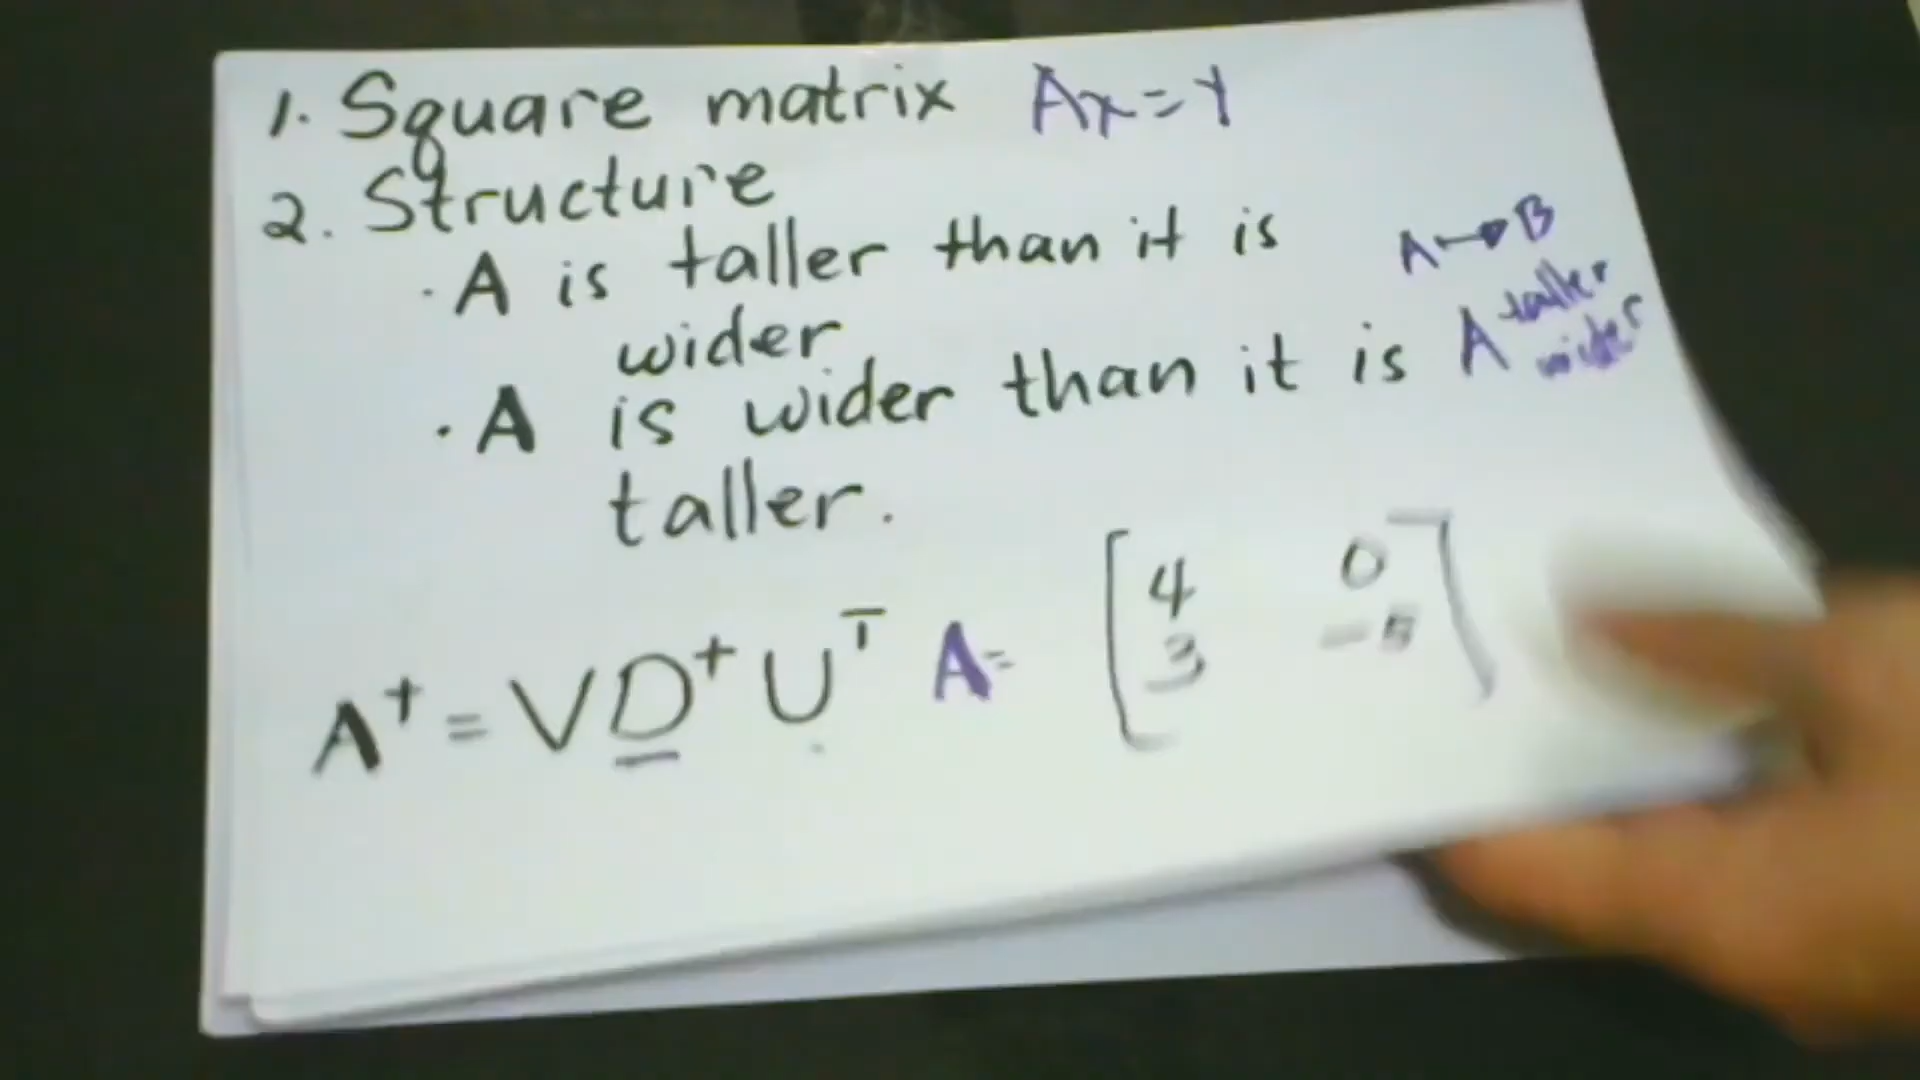 1. Square matrix Ax=Y
2. Structure
· A is taller than it is
wider
A → B
· A is wider than it is
taller.
A taller
wider
A⁺ = VD⁺Uᵀ A=
[4 0
3 -5]